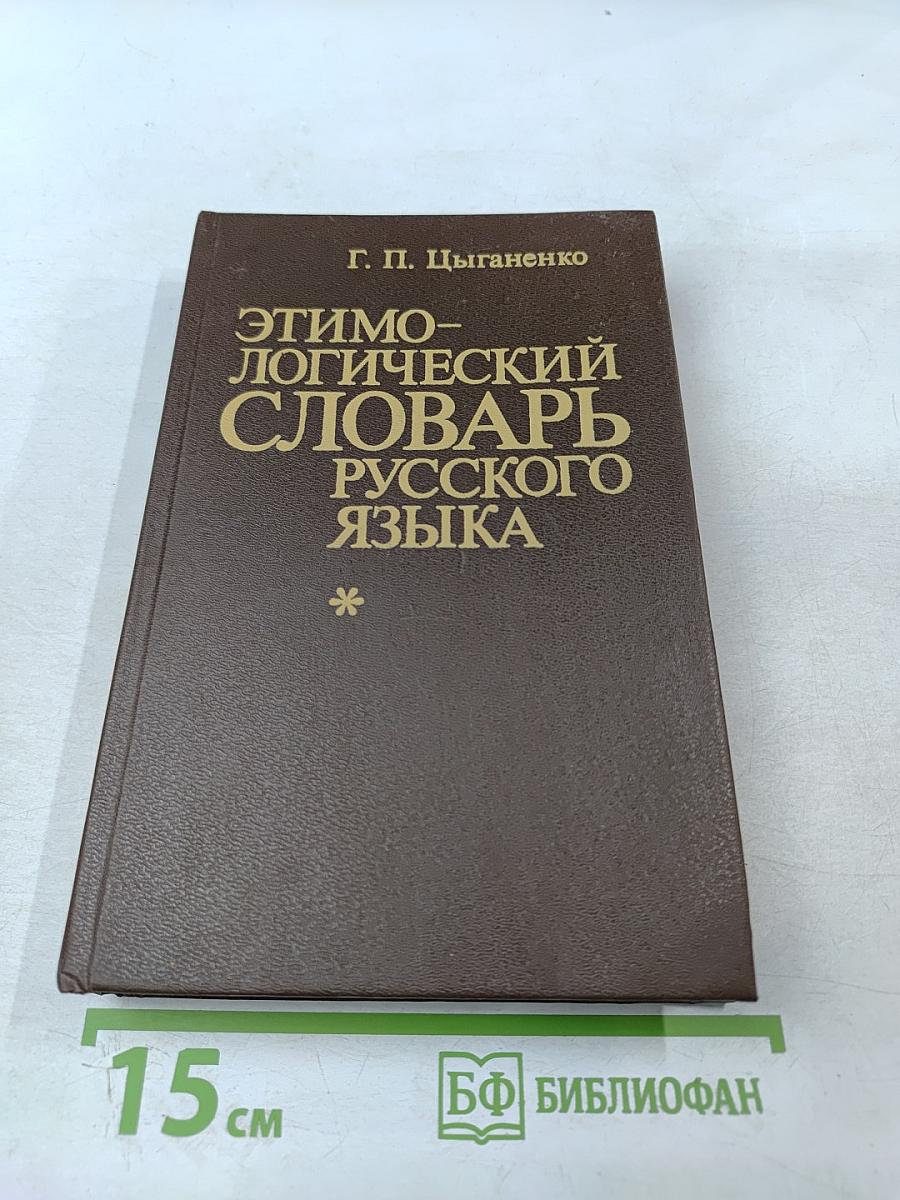 Г. П. Цыганенко
ЭТИМО-
ЛОГИЧЕСКИЙ
СЛОВАРЬ
РУССКОГО
ЯЗЫКА
*
15 см
БФ БИБЛИОФАН